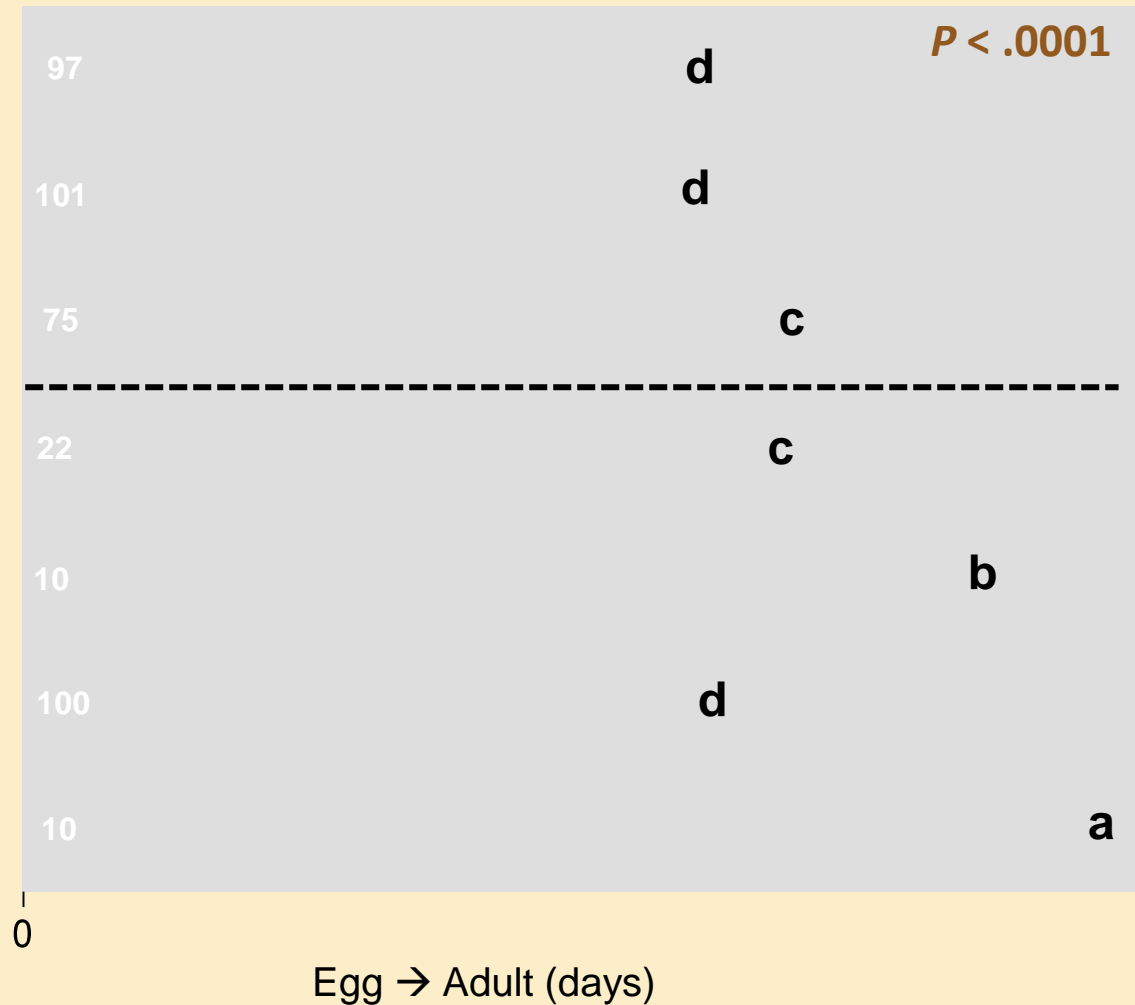 P < .0001
97 d
101 d
75 c
22 c
10 b
100 d
10 a
0
Egg → Adult (days)